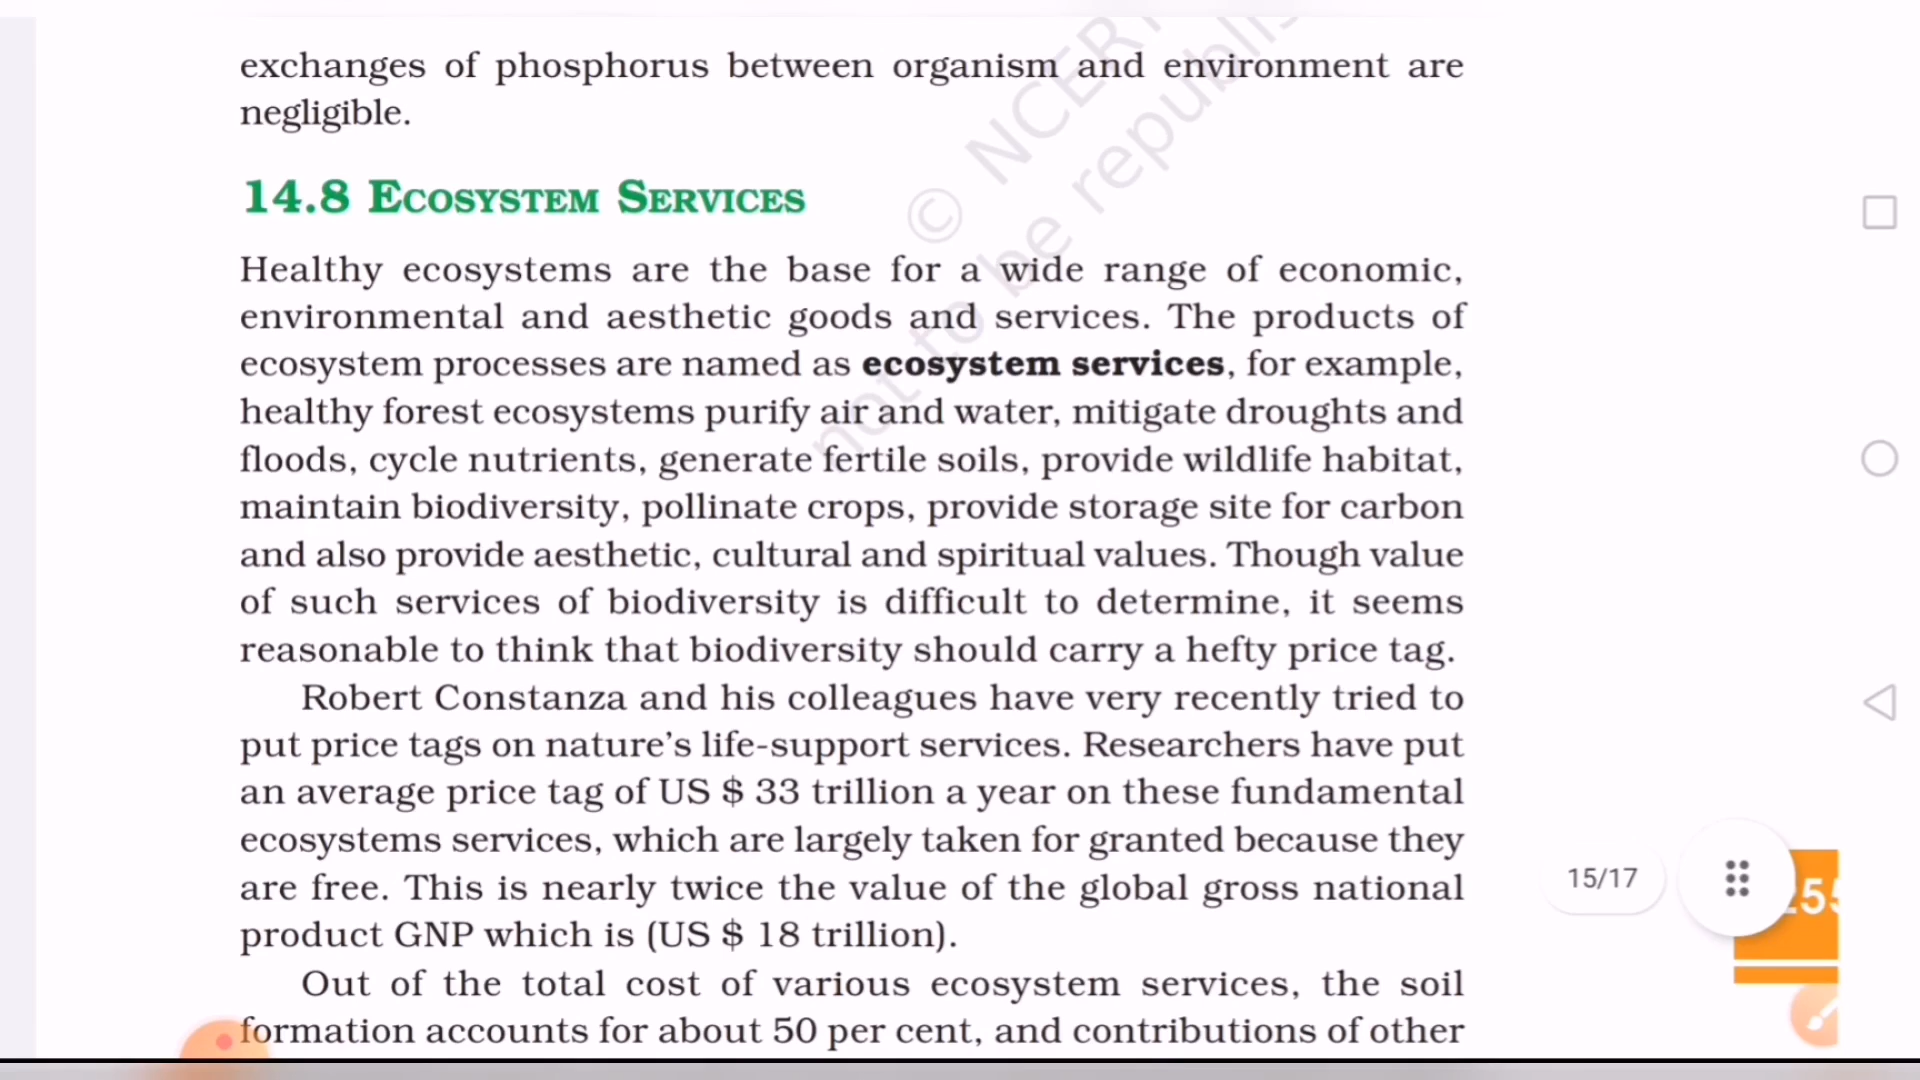 exchanges of phosphorus between organism and environment are
negligible.
14.8 ECOSYSTEM SERVICES
Healthy ecosystems are the base for a wide range of economic,
environmental and aesthetic goods and services. The products of
ecosystem processes are named as ecosystem services, for example,
healthy forest ecosystems purify air and water, mitigate droughts and
floods, cycle nutrients, generate fertile soils, provide wildlife habitat,
maintain biodiversity, pollinate crops, provide storage site for carbon
and also provide aesthetic, cultural and spiritual values. Though value
of such services of biodiversity is difficult to determine, it seems
reasonable to think that biodiversity should carry a hefty price tag.
Robert Constanza and his colleagues have very recently tried to
put price tags on nature's life-support services. Researchers have put
an average price tag of US $ 33 trillion a year on these fundamental
ecosystems services, which are largely taken for granted because they
are free. This is nearly twice the value of the global gross national
product GNP which is (US $ 18 trillion).
Out of the total cost of various ecosystem services, the soil
formation accounts for about 50 per cent, and contributions of other
© NCERT
not to be republis
15/17